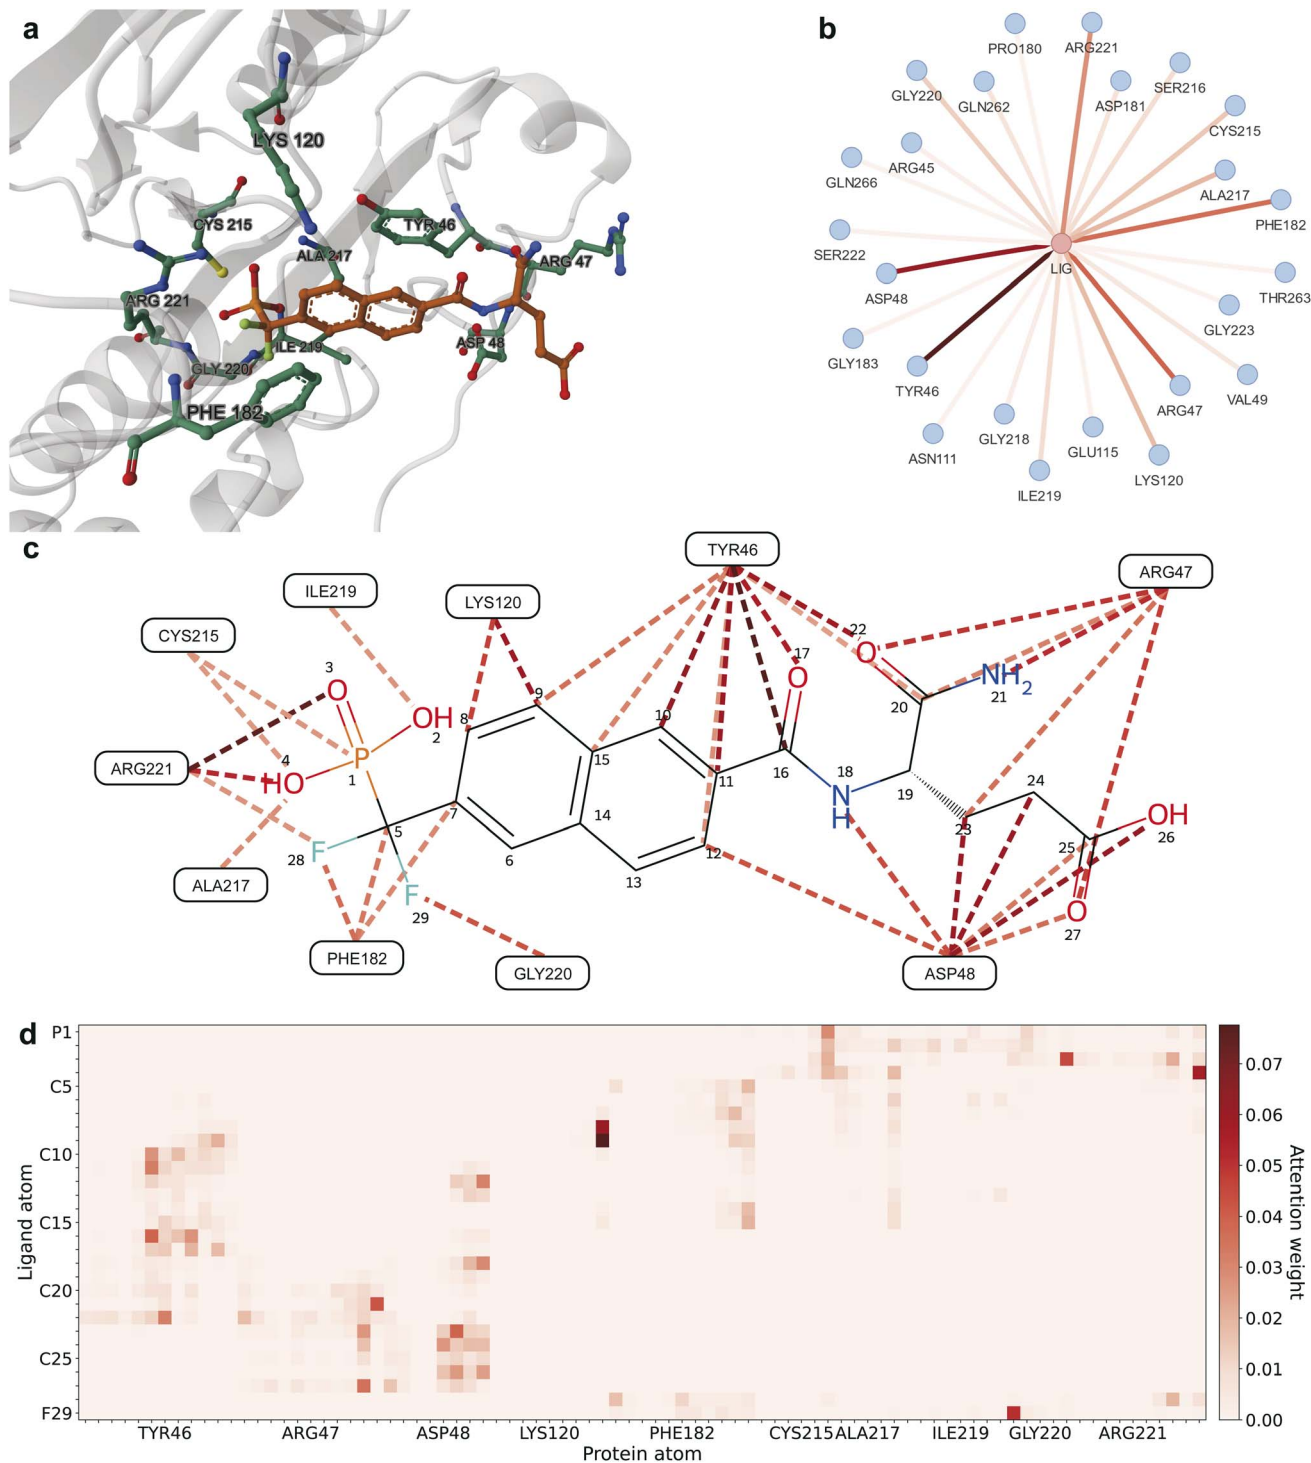 a
LYS 120
CYS 215
TYR 46
ALA 217
ARG 47
ARG 221
ILE 219
ASP 48
GLY 220
PHE 182
b
PRO180
ARG221
GLY220
GLN262
ASP181
SER216
CYS215
ARG45
GLN266
ALA217
PHE182
SER222
LIG
ASP48
THR263
GLY223
GLY183
TYR46
VAL49
ARG47
GLY218
ASN111
GLU115
LYS120
ILE219
c
TYR46
ARG47
ILE219
LYS120
CYS215
22
O
17
O
3
O
NH2
21
20
9
OH
2
8
10
ARG221
4
HO
P
1
15
11
16
18
N
H
19
24
5
7
14
23
OH
26
25
28
F
6
12
13
ALA217
F
29
O
27
PHE182
GLY220
ASP48
d
P1
C5
C10
C15
C20
C25
F29
Ligand atom
TYR46 ARG47 ASP48 LYS120 PHE182 CYS215 ALA217 ILE219 GLY220 ARG221
Protein atom
0.07
0.06
0.05
0.04
0.03
0.02
0.01
0.00
Attention weight